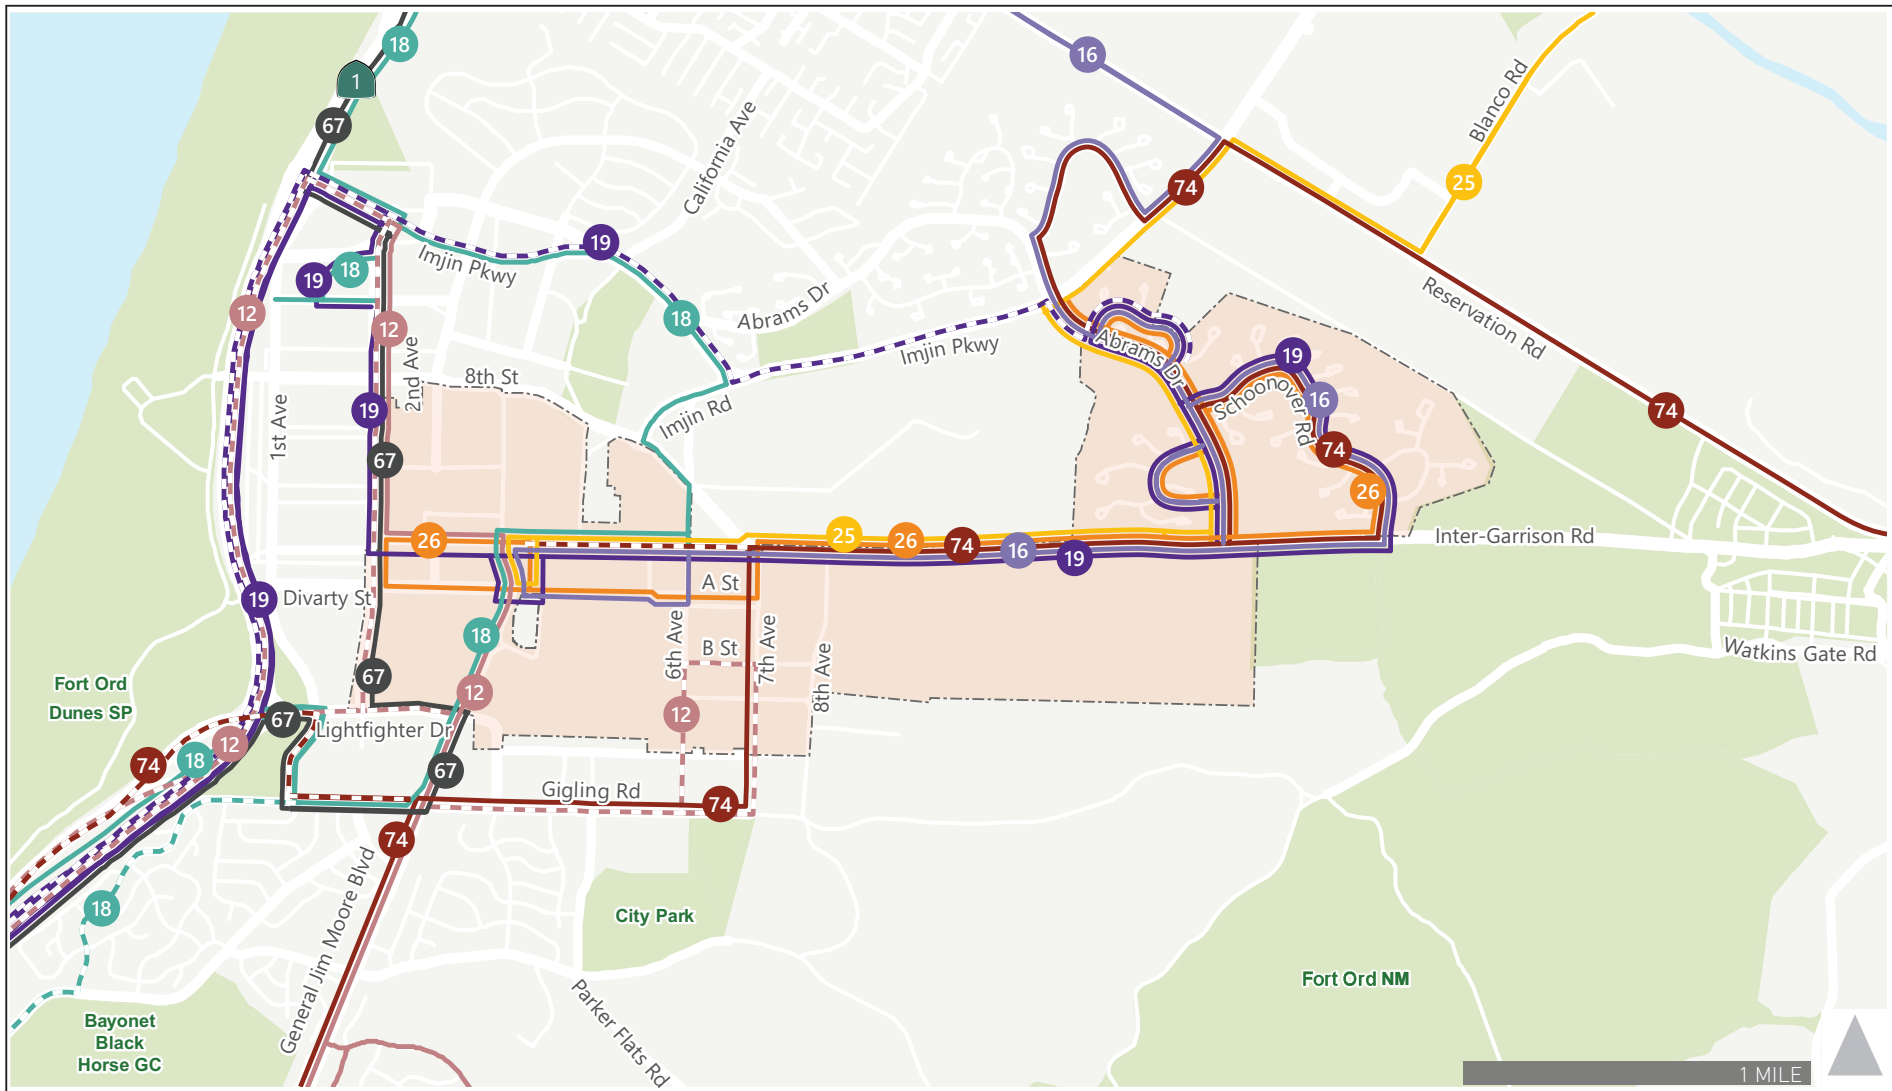 18
16
1
67
Blanco Rd
California Ave
25
74
19
Imjin Pkwy
18
19
12
18
Abrams Dr
12
2nd Ave
Imjin Pkwy
Abrams Dr
19
Schoonover Rd
16
Reservation Rd
8th St
1st Ave
19
Imjin Rd
74
67
74
26
26
25
26
74
16
19
Inter-Garrison Rd
A St
Divarty St
19
18
6th Ave
B St
7th Ave
8th Ave
Watkins Gate Rd
67
Fort Ord
Dunes SP
12
12
67
Lightfighter Dr
12
18
74
67
Gigling Rd
74
74
General Jim Moore Blvd
18
City Park
Parker Flats Rd
Fort Ord NM
Bayonet
Black
Horse GC
1 MILE